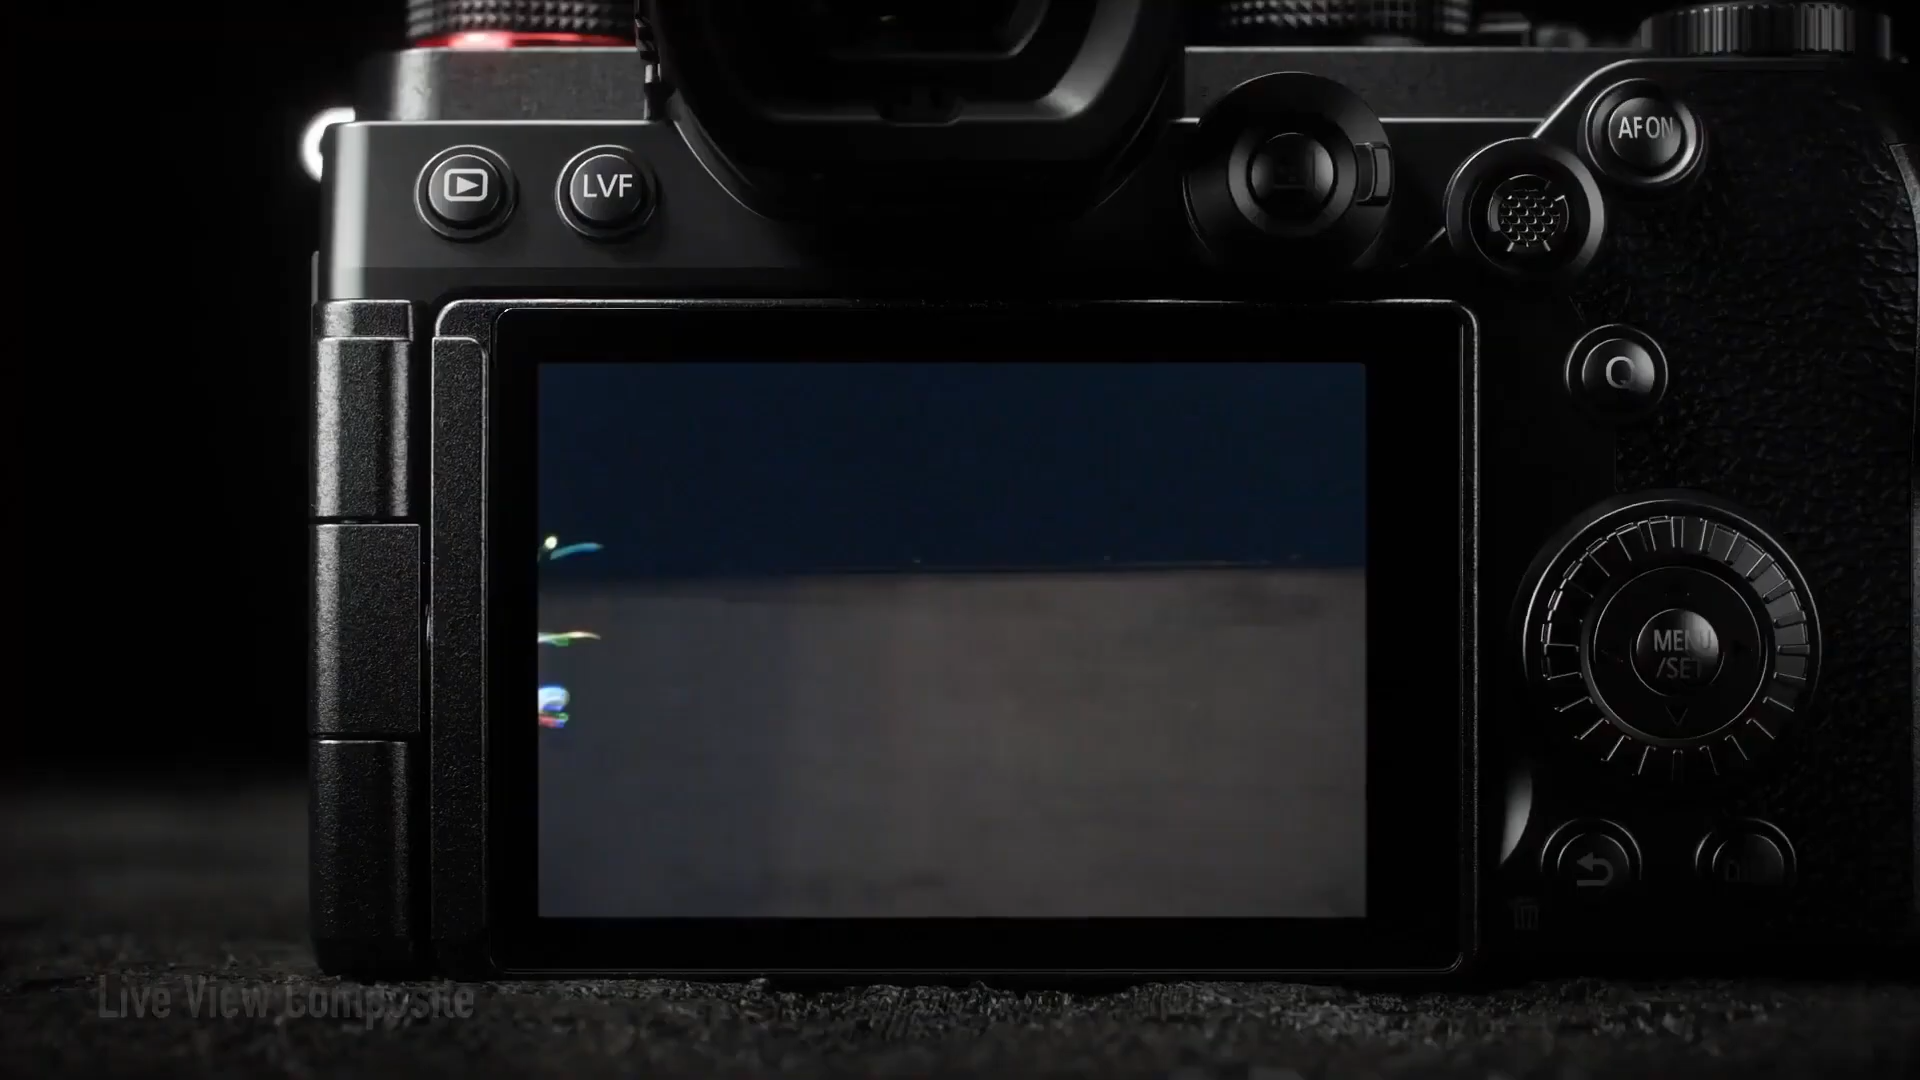 AF ON
LVF
Q
MENU
/SET
Live View composite